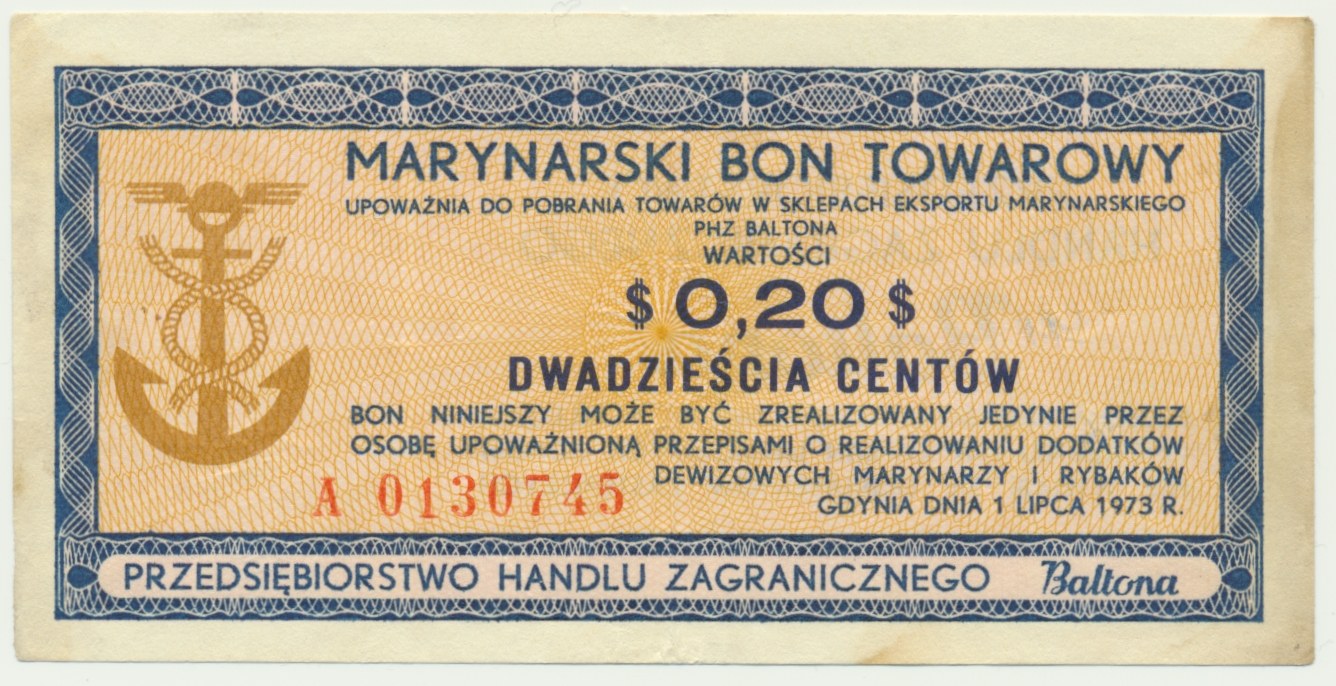 MARYNARSKI BON TOWAROWY
UPOWAŻNIA DO POBRANIA TOWARÓW W SKLEPACH EKSPORTU MARYNARSKIEGO
PHZ BALTONA
WARTOŚCI
$ 0,20 $
DWADZIEŚCIA CENTÓW
BON NINIEJSZY MOŻE BYĆ ZREALIZOWANY JEDYNIE PRZEZ
OSOBĘ UPOWAŻNIONĄ PRZEPISAMI O REALIZOWANIU DODATKÓW
DEWIZOWYCH MARYNARZY I RYBAKÓW
GDYNIA DNIA 1 LIPCA 1973 R.
A 0130745
PRZEDSIĘBIORSTWO HANDLU ZAGRANICZNEGO Baltona